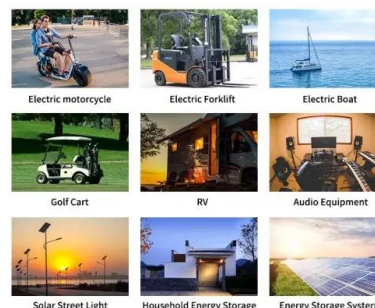 Electric motorcycle
Electric Forklift
Electric Boat
Golf Cart
RV
Audio Equipment
Solar Street Light
Household Energy Storage
Energy Storage System